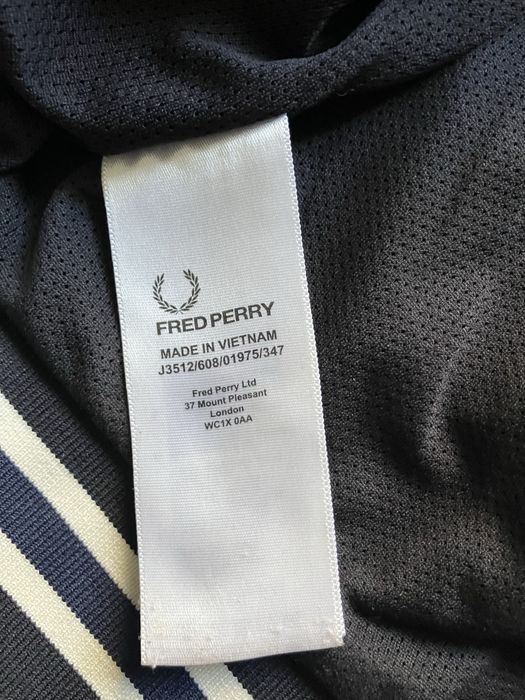 FRED PERRY
MADE IN VIETNAM
J3512/608/01975/347
Fred Perry Ltd
37 Mount Pleasant
London
WC1X 0AA